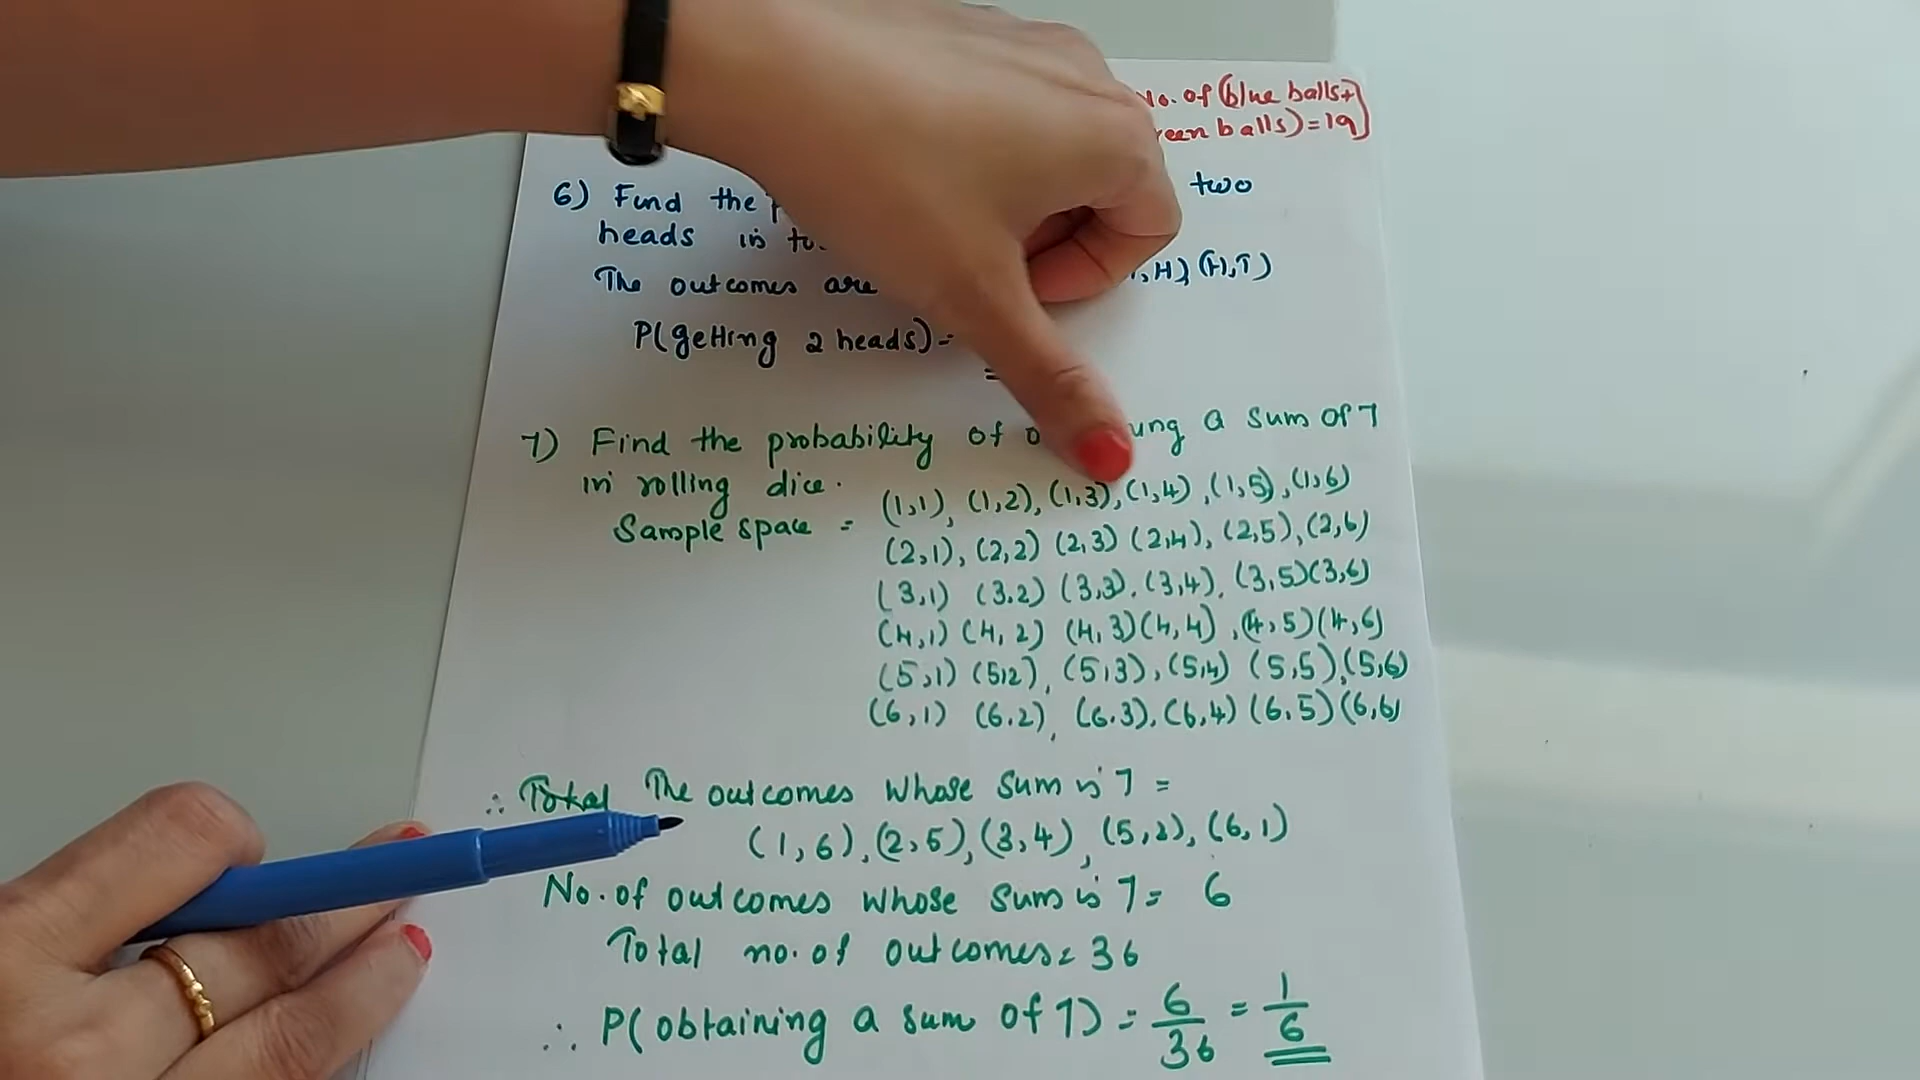 No. of (blue balls+
balls) = 19]
6) Find the two
heads in
The outcomes are , H) (H,T)
P(getting 2 heads) =
=
7) Find the probability of a sum of 7
in rolling dice.
(1,1), (1,2), (1,3), (1,4), (1,5), (1,6)
Sample space =
(2,1), (2,2) (2,3) (2,4), (2,5), (2,6)
(3,1) (3.2) (3,3). (3,4), (3,5)(3,6)
(4,1) (4, 2) (4, 3)(4, 4) ,(4,5)(4,6)
(5,1) (5,2), (5,3), (5,4) (5,5),(5,6)
(6,1) (6.2), (6.3), (6,4) (6.5)(6,6)
∴ Total The outcomes whose sum is 7 =
(1,6), (2,5), (3,4), (5,2), (6,1)
No. of outcomes whose sum is 7 = 6
Total no. of outcomes = 36
∴ P(obtaining a sum of 7) = 6/36 = 1/6